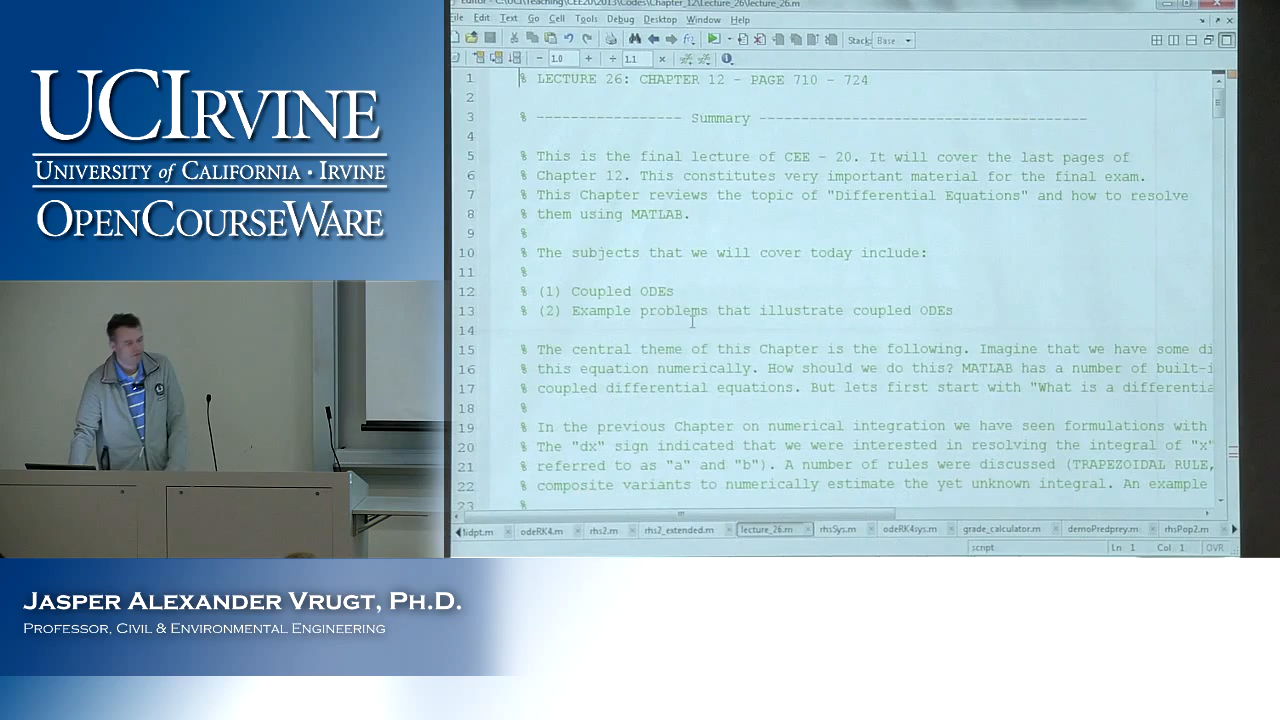 UCIRVINE
UNIVERSITY of CALIFORNIA · IRVINE
OPENCOURSEWARE
JASPER ALEXANDER VRUGT, PH.D.
PROFESSOR, CIVIL & ENVIRONMENTAL ENGINEERING
Editor - C:\UCI\Teaching\CEE20\2013\Codes\Chapter_12\Lecture_26\lecture_26.m
File Edit Text Go Cell Tools Debug Desktop Window Help
Stack: Base
- 1.0 + ÷ 1.1 ×
1 % LECTURE 26: CHAPTER 12 - PAGE 710 - 724
2
3 % ----------------- Summary --------------------------------------
4
5 % This is the final lecture of CEE - 20. It will cover the last pages of
6 % Chapter 12. This constitutes very important material for the final exam.
7 % This Chapter reviews the topic of "Differential Equations" and how to resolve
8 % them using MATLAB.
9 %
10 % The subjects that we will cover today include:
11 %
12 % (1) Coupled ODEs
13 % (2) Example problems that illustrate coupled ODEs
14
15 % The central theme of this Chapter is the following. Imagine that we have some di
16 % this equation numerically. How should we do this? MATLAB has a number of built-i
17 % coupled differential equations. But lets first start with "What is a differentia
18 %
19 % In the previous Chapter on numerical integration we have seen formulations with
20 % The "dx" sign indicated that we were interested in resolving the integral of "x"
21 % referred to as "a" and "b"). A number of rules were discussed (TRAPEZOIDAL RULE,
22 % composite variants to numerically estimate the yet unknown integral. An example
23 %
lidpt.m odeRK4.m rhs2.m rhs2_extended.m lecture_26.m rhsSys.m odeRK4sys.m grade_calculator.m demoPredprey.m rhsPop2.m
script Ln 1 Col 1 OVR